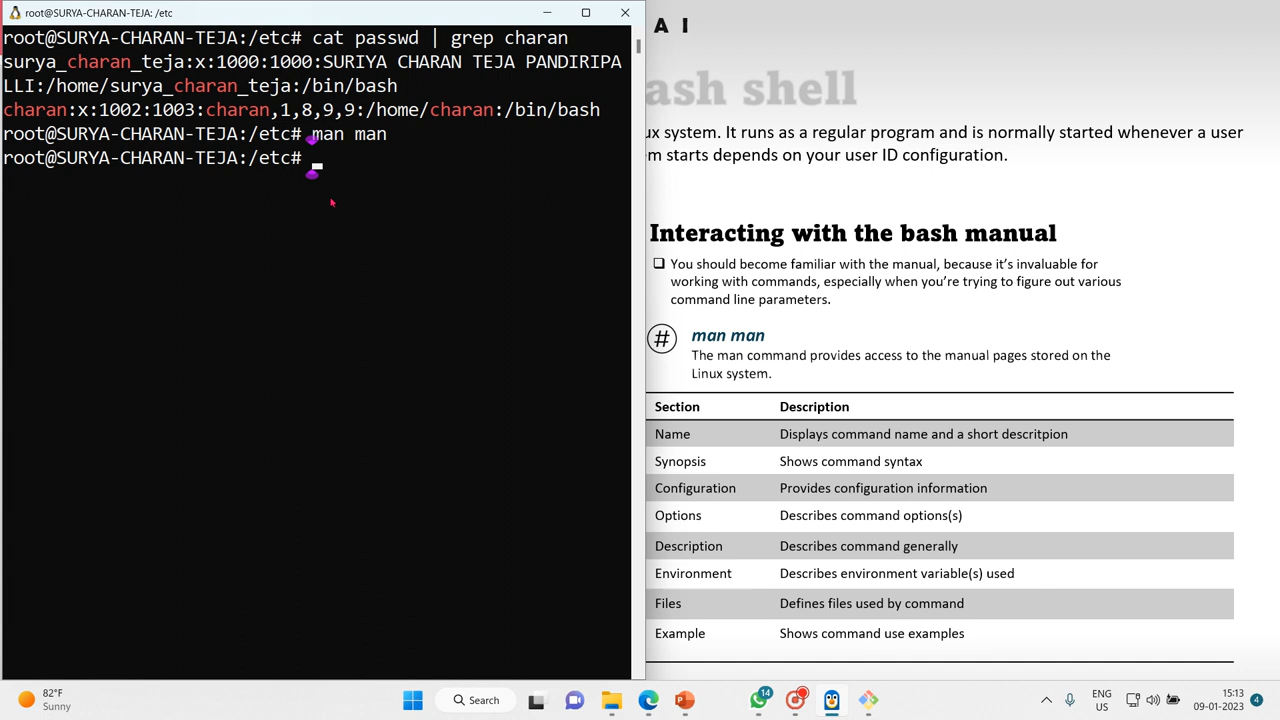 root@SURYA-CHARAN-TEJA: /etc
root@SURYA-CHARAN-TEJA:/etc# cat passwd | grep charan
surya_charan_teja:x:1000:1000:SURIYA CHARAN TEJA PANDIRIPA
LLI:/home/surya_charan_teja:/bin/bash
charan:x:1002:1003:charan,1,8,9,9:/home/charan:/bin/bash
root@SURYA-CHARAN-TEJA:/etc# man man
root@SURYA-CHARAN-TEJA:/etc#
A I
ash shell
ux system. It runs as a regular program and is normally started whenever a user
m starts depends on your user ID configuration.
Interacting with the bash manual
❑ You should become familiar with the manual, because it's invaluable for
working with commands, especially when you're trying to figure out various
command line parameters.
# man man
The man command provides access to the manual pages stored on the
Linux system.
Section Description
Name Displays command name and a short descritpion
Synopsis Shows command syntax
Configuration Provides configuration information
Options Describes command options(s)
Description Describes command generally
Environment Describes environment variable(s) used
Files Defines files used by command
Example Shows command use examples
82°F
Sunny
Search
14
ENG
US
15:13
09-01-2023
4